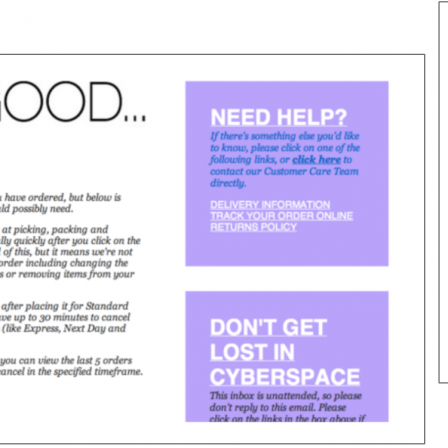 GOOD...
have ordered, but below is
ld possibly need.
at picking, packing and
lly quickly after you click on the
of this, but it means we're not
order including changing the
s or removing items from your
after placing it for Standard
ve up to 30 minutes to cancel
(like Express, Next Day and
you can view the last 5 orders
ancel in the specified timeframe.
NEED HELP?
If there's something else you'd like
to know, please click on one of the
following links, or click here to
contact our Customer Care Team
directly.
DELIVERY INFORMATION
TRACK YOUR ORDER ONLINE
RETURNS POLICY
DON'T GET
LOST IN
CYBERSPACE
This inbox is unattended, so please
don't reply to this email. Please
click on the links in the box above if